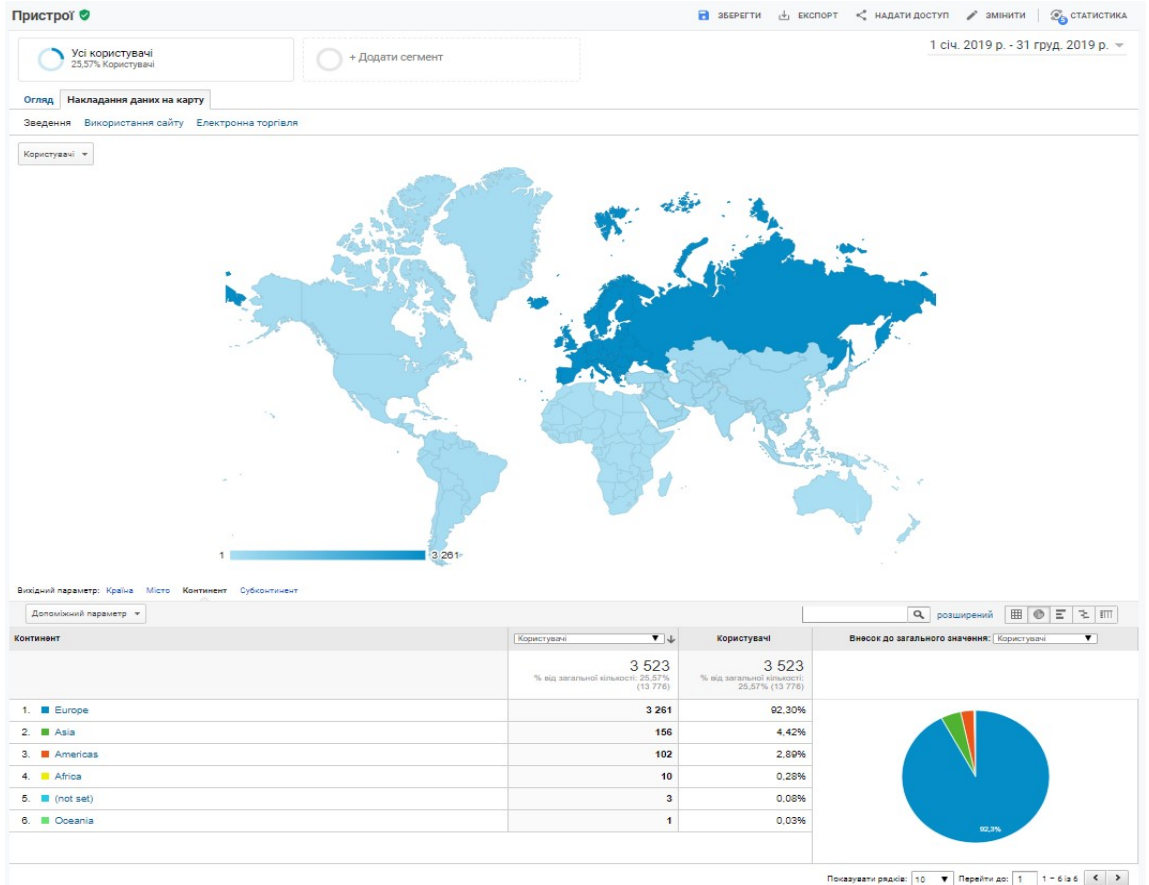 Пристрої
ЗБЕРЕГТИ ЕКСПОРТ НАДАТИ ДОСТУП ЗМІНИТИ СТАТИСТИКА
Усі користувачі
25,57% Користувачі
+ Додати сегмент
1 січ. 2019 р. - 31 груд. 2019 р.
Огляд Накладання даних на карту
Зведення Використання сайту Електронна торгівля
Користувачі
1 3 261
Вихідний параметр: Країна Місто Континент Субконтинент
Допоміжний параметр
розширений
Континент Користувачі Користувачі Внесок до загального значення: Користувачі
3 523 3 523
% від загальної кількості: 25,57% (13 776) % від загальної кількості: 25,57% (13 776)
1. Europe 3 261 92,30%
2. Asia 156 4,42%
3. Americas 102 2,89%
4. Africa 10 0,28%
5. (not set) 3 0,08%
6. Oceania 1 0,03%
92,3%
Показувати рядків: 10 Перейти до: 1 1 – 6 із 6